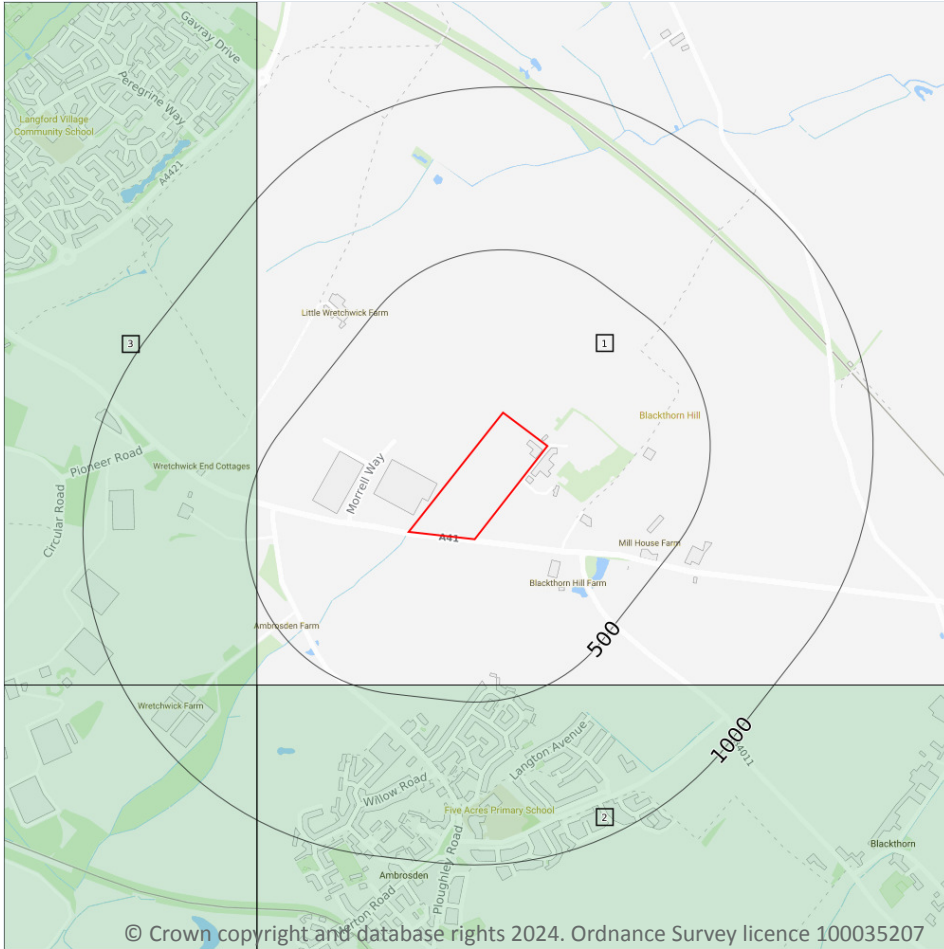 Gavray Drive
Peregrine Way
Langford Village
Community School
A4421
Little Wretchwick Farm
3
1
Blackthorn Hill
Pioneer Road
Wretchwick End Cottages
Morrell Way
Circular Road
A41
Mill House Farm
Blackthorn Hill Farm
Ambrosden Farm
500
Wretchwick Farm
Langton Avenue
1000
Willow Road
Five Acres Primary School
2
Ploughley Road
Blackthorn
Ambrosden
© Crown copyright and database rights 2024. Ordnance Survey licence 100035207